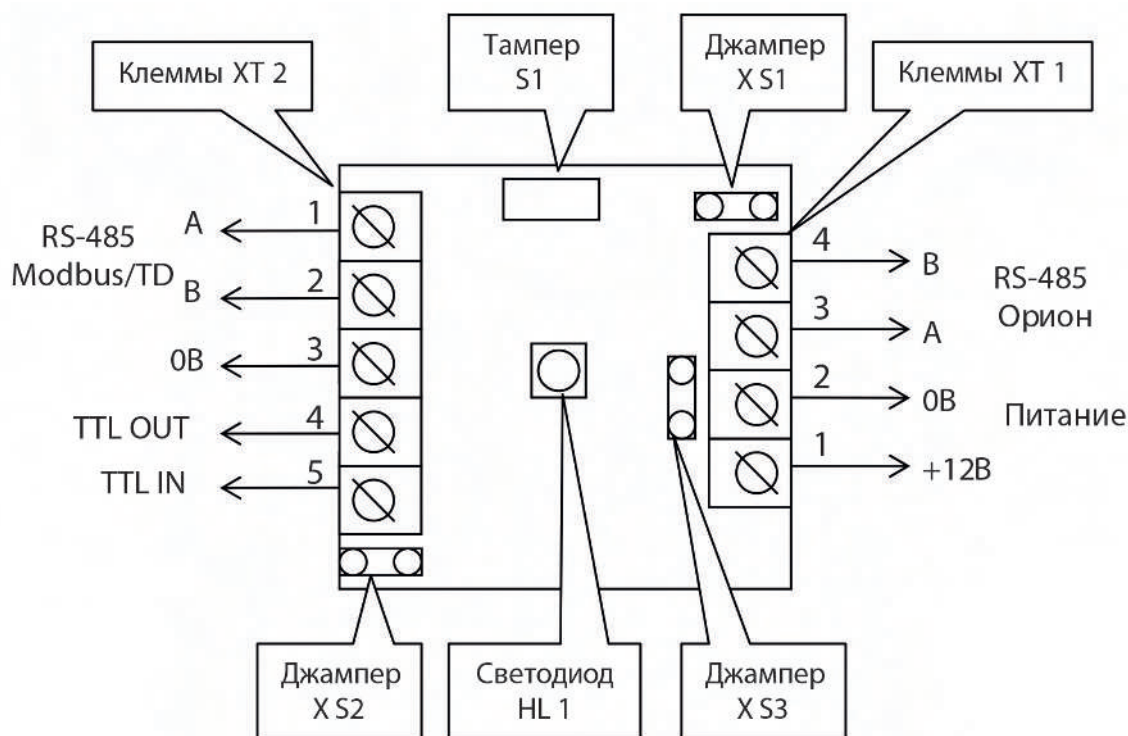 Тампер
S1
Джампер
X S1
Клеммы XT 2
Клеммы XT 1
RS-485
Modbus/TD
A
1
B
2
0В
3
TTL OUT
4
TTL IN
5
4
B
3
A
RS-485
Орион
2
0В
1
+12В
Питание
Джампер
X S2
Светодиод
HL 1
Джампер
X S3